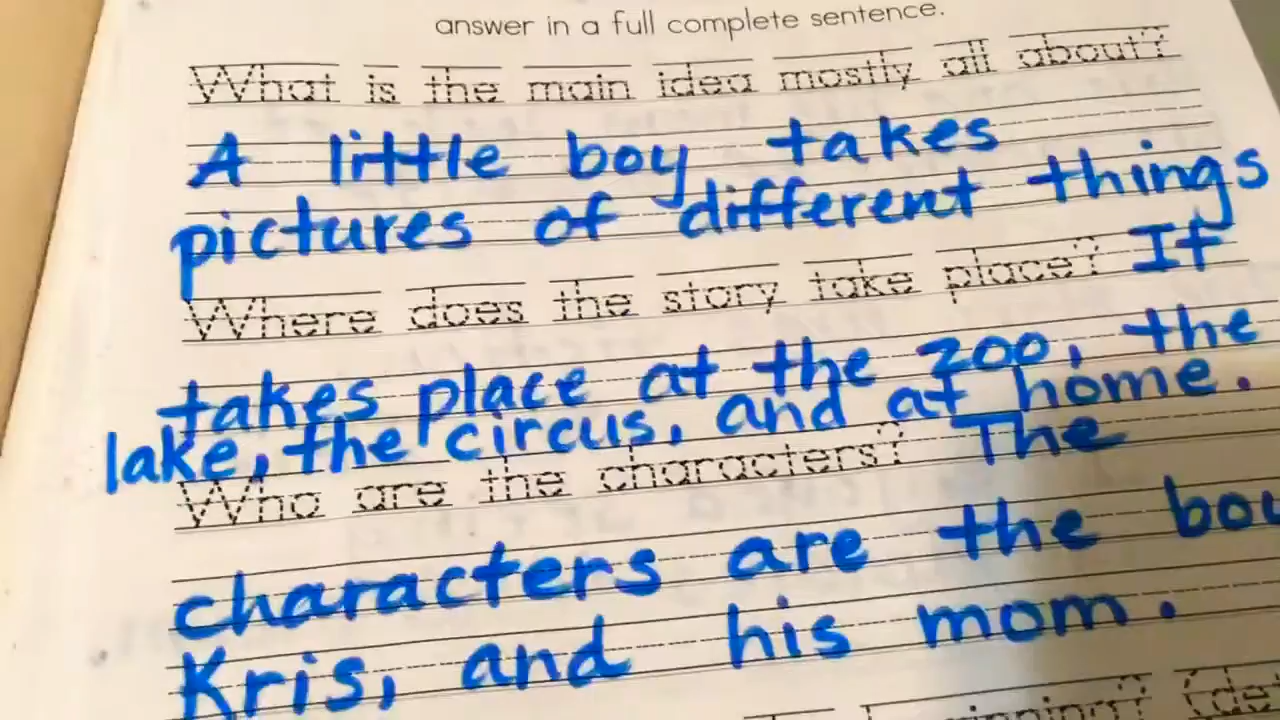 answer in a full complete sentence.
What is the main idea mostly all about?
A little boy takes
pictures of different things
Where does the story take place? It
takes place at the zoo, the
lake, the circus, and at home.
Who are the characters? The
characters are the boy
Kris, and his mom.